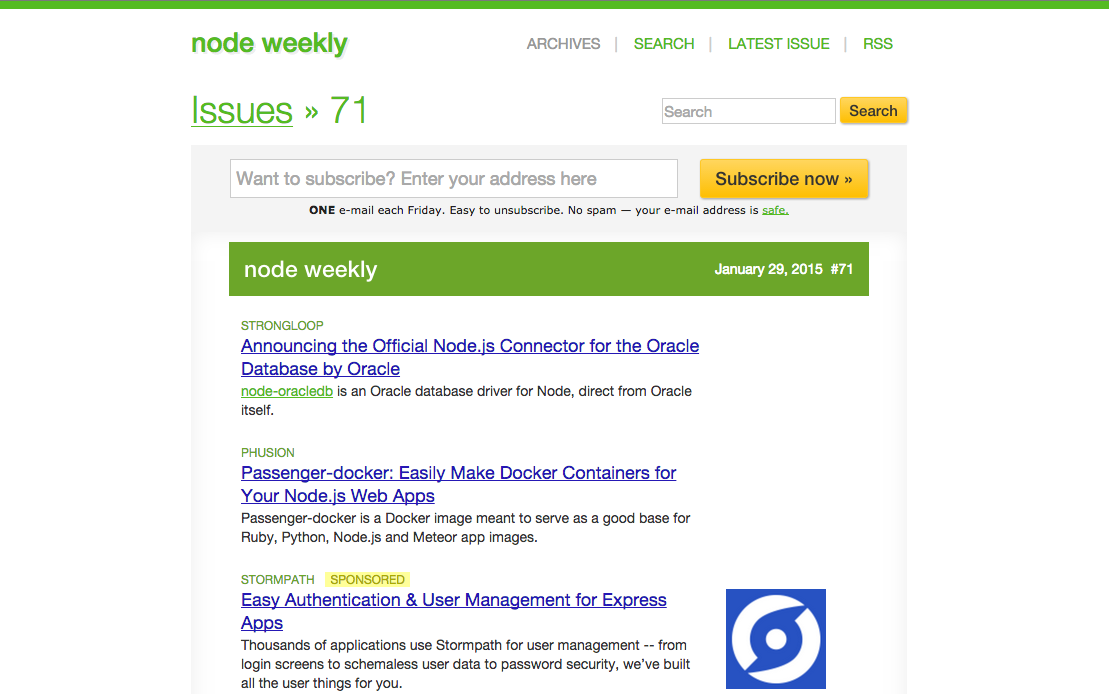 node weekly
ARCHIVES | SEARCH | LATEST ISSUE | RSS
Issues » 71
Search
Search
Want to subscribe? Enter your address here
Subscribe now »
ONE e-mail each Friday. Easy to unsubscribe. No spam — your e-mail address is safe.
node weekly
January 29, 2015 #71
STRONGLOOP
Announcing the Official Node.js Connector for the Oracle
Database by Oracle
node-oracledb is an Oracle database driver for Node, direct from Oracle
itself.
PHUSION
Passenger-docker: Easily Make Docker Containers for
Your Node.js Web Apps
Passenger-docker is a Docker image meant to serve as a good base for
Ruby, Python, Node.js and Meteor app images.
STORMPATH SPONSORED
Easy Authentication & User Management for Express
Apps
Thousands of applications use Stormpath for user management -- from
login screens to schemaless user data to password security, we've built
all the user things for you.